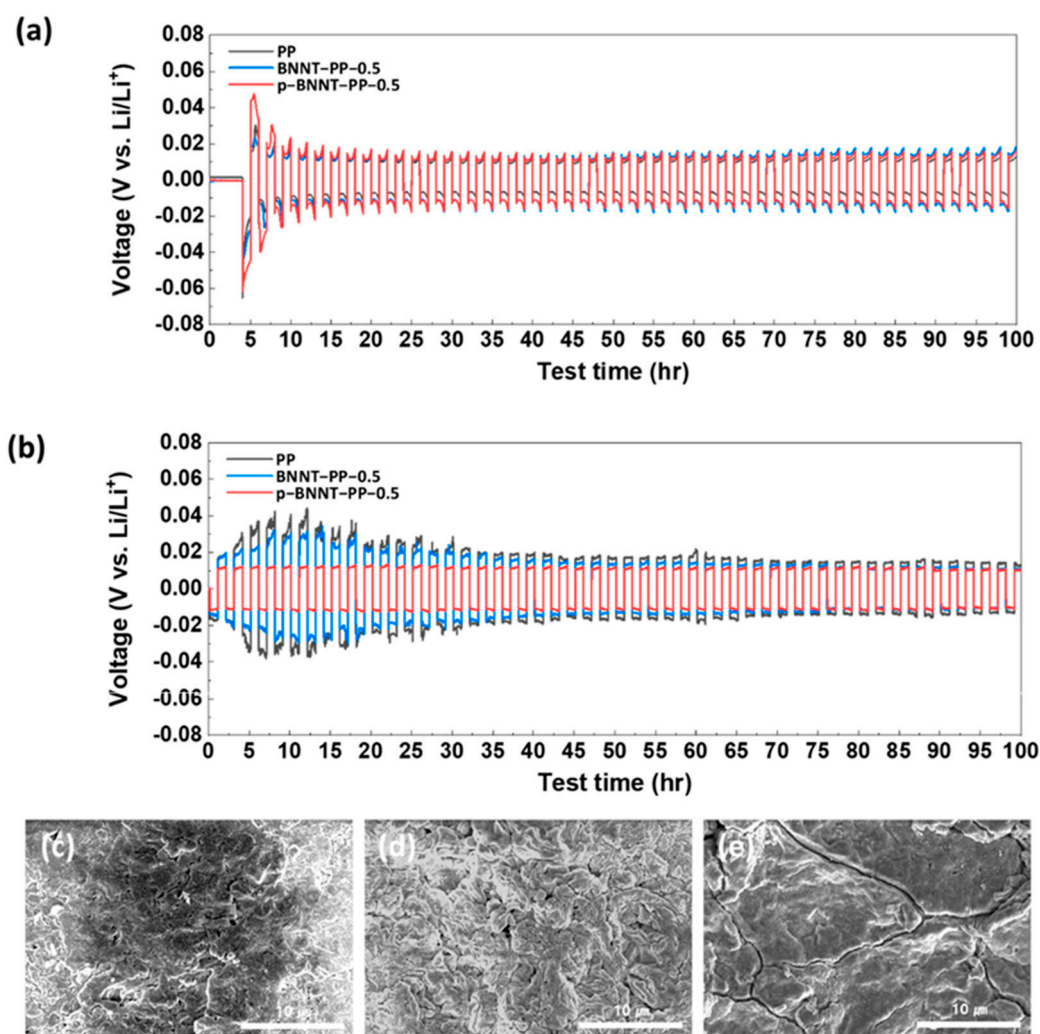 (a)
PP
BNNT–PP–0.5
p–BNNT–PP–0.5
Voltage (V vs. Li/Li⁺)
0.08
0.06
0.04
0.02
0.00
-0.02
-0.04
-0.06
-0.08
0 5 10 15 20 25 30 35 40 45 50 55 60 65 70 75 80 85 90 95 100
Test time (hr)
(b)
PP
BNNT–PP–0.5
p–BNNT–PP–0.5
Voltage (V vs. Li/Li⁺)
0.08
0.06
0.04
0.02
0.00
-0.02
-0.04
-0.06
-0.08
0 5 10 15 20 25 30 35 40 45 50 55 60 65 70 75 80 85 90 95 100
Test time (hr)
(c)
10 μm
(d)
10 μm
(e)
10 μm